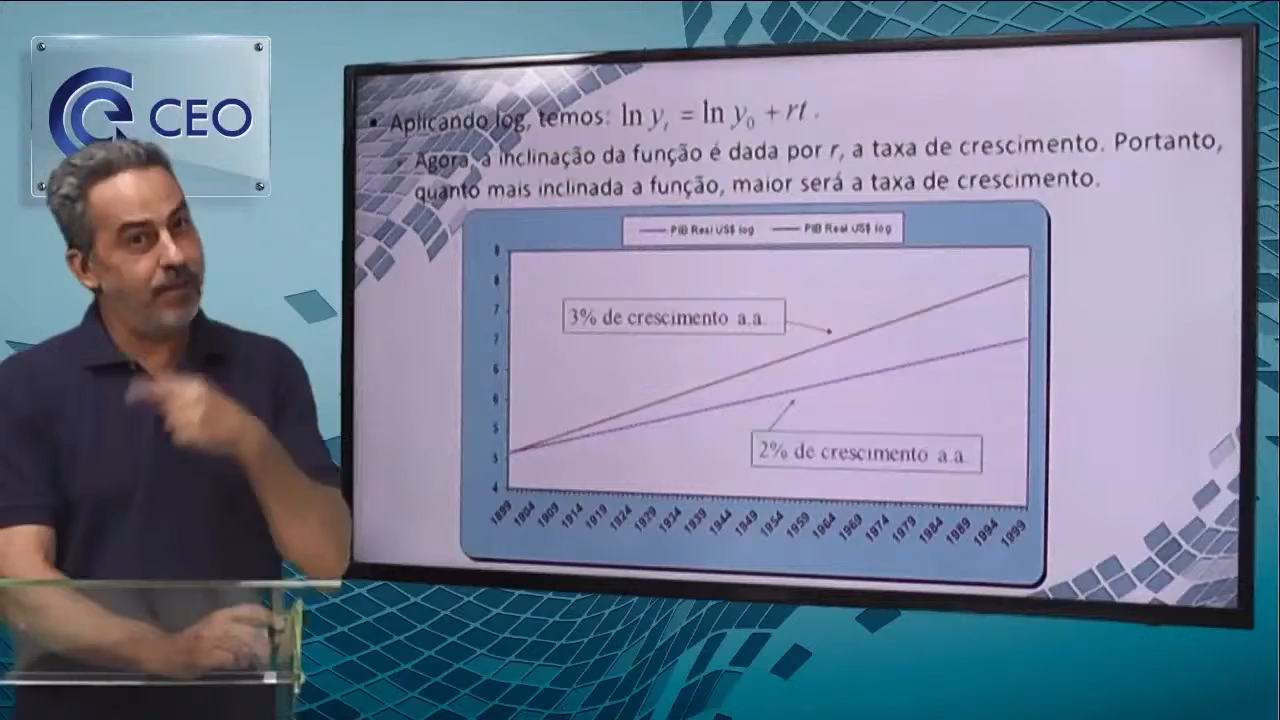 CEO
• Aplicando log, temos: ln yₜ = ln y₀ + rt .
Agora, a inclinação da função é dada por r, a taxa de crescimento. Portanto,
quanto mais inclinada a função, maior será a taxa de crescimento.
PIB Real US$ log PIB Real US$ log
8
8
7
7
6
6
5
5
4
3% de crescimento a.a.
2% de crescimento a.a.
1899 1904 1909 1914 1919 1924 1929 1934 1939 1944 1949 1954 1959 1964 1969 1974 1979 1984 1989 1994 1999